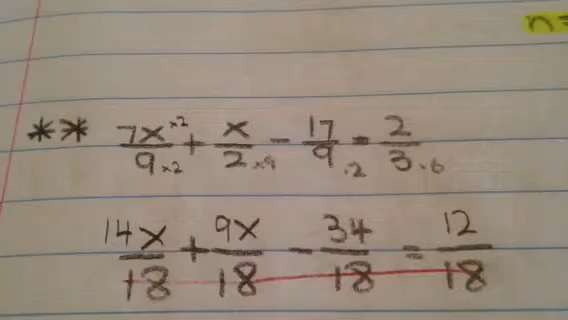 n=
** 7x/9 ×2 ×2 + x/2 ×9 - 17/9 ·2 = 2/3 ·6
14x/18 + 9x/18 - 34/18 = 12/18